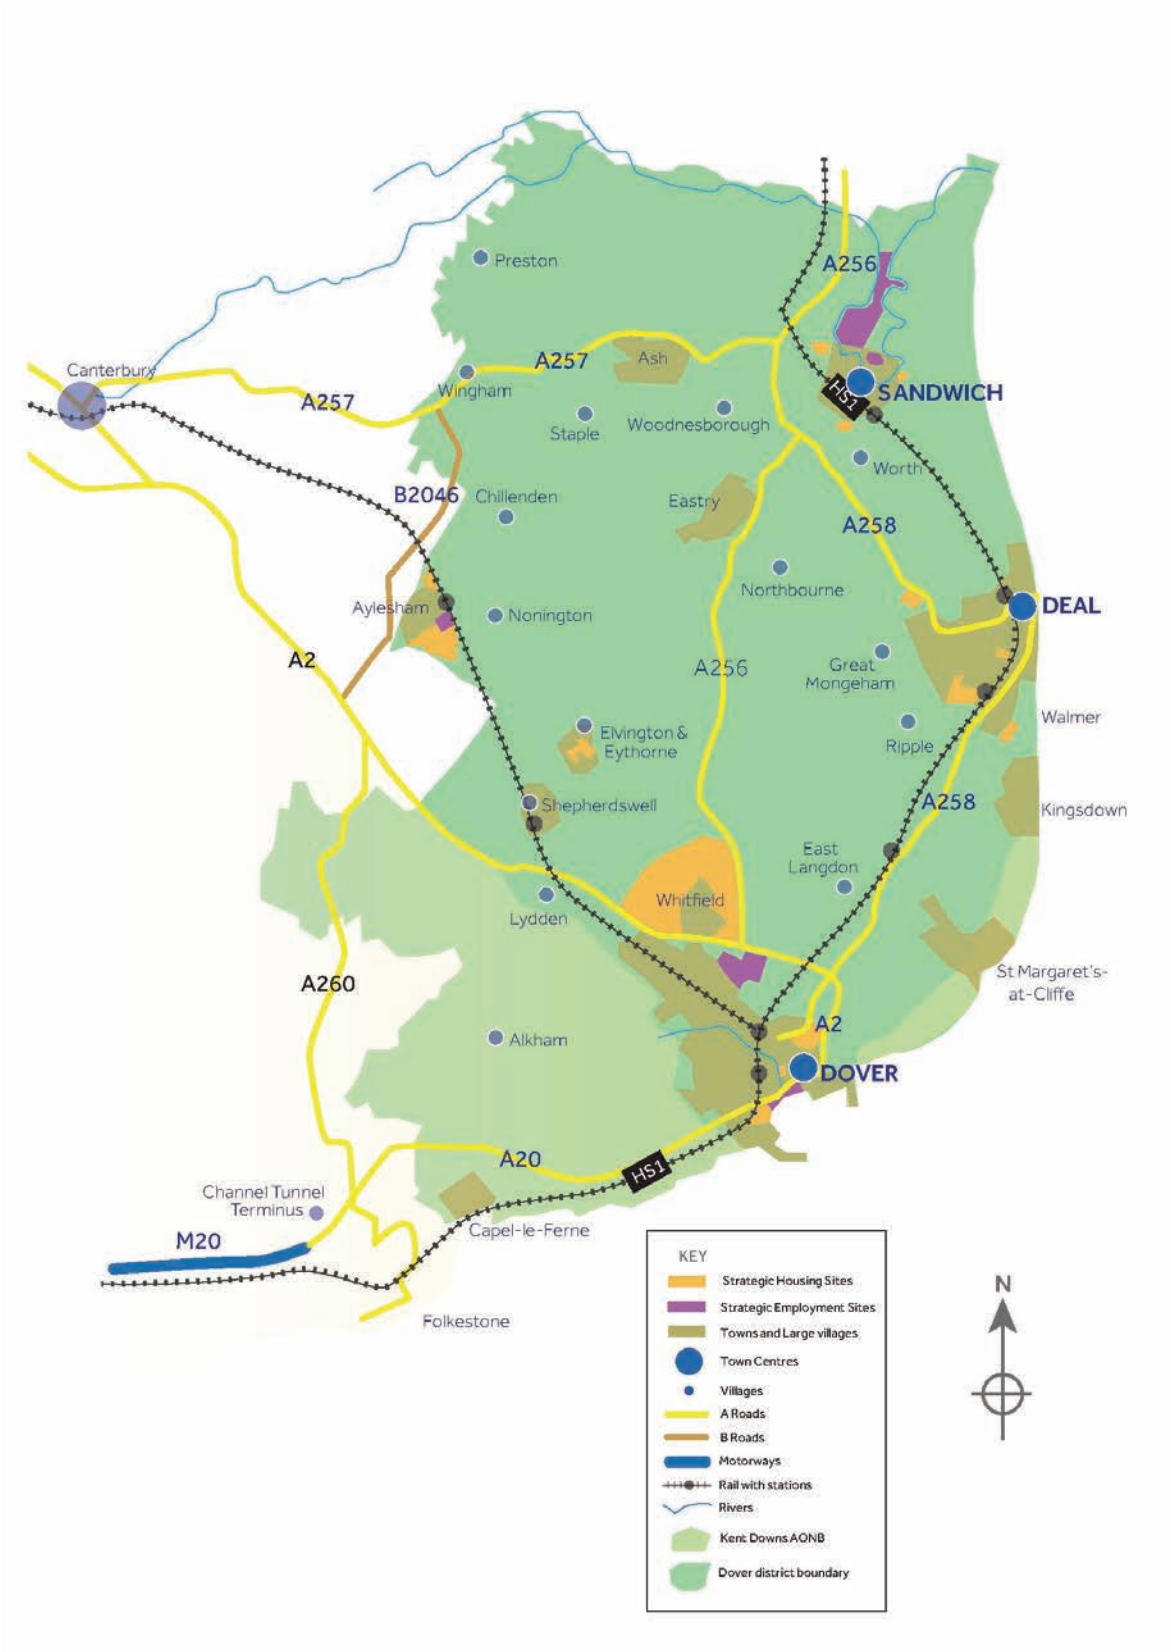 A256
Preston
Canterbury
A257
Ash
Wingham
A257
HS1
SANDWICH
Staple
Woodnesborough
Worth
B2046
Chillenden
Eastry
A258
Northbourne
Aylesham
Nonington
DEAL
A2
A256
Great
Mongeham
Walmer
Elvington &
Eythorne
Ripple
Shepherdswell
A258
Kingsdown
East
Langdon
Whitfield
Lydden
St Margaret's-
at-Cliffe
A260
A2
Alkham
DOVER
A20
HS1
Channel Tunnel
Terminus
Capel-le-Ferne
M20
Folkestone
KEY
Strategic Housing Sites
Strategic Employment Sites
Towns and Large villages
Town Centres
Villages
A Roads
B Roads
Motorways
Rail with stations
Rivers
Kent Downs AONB
Dover district boundary
N